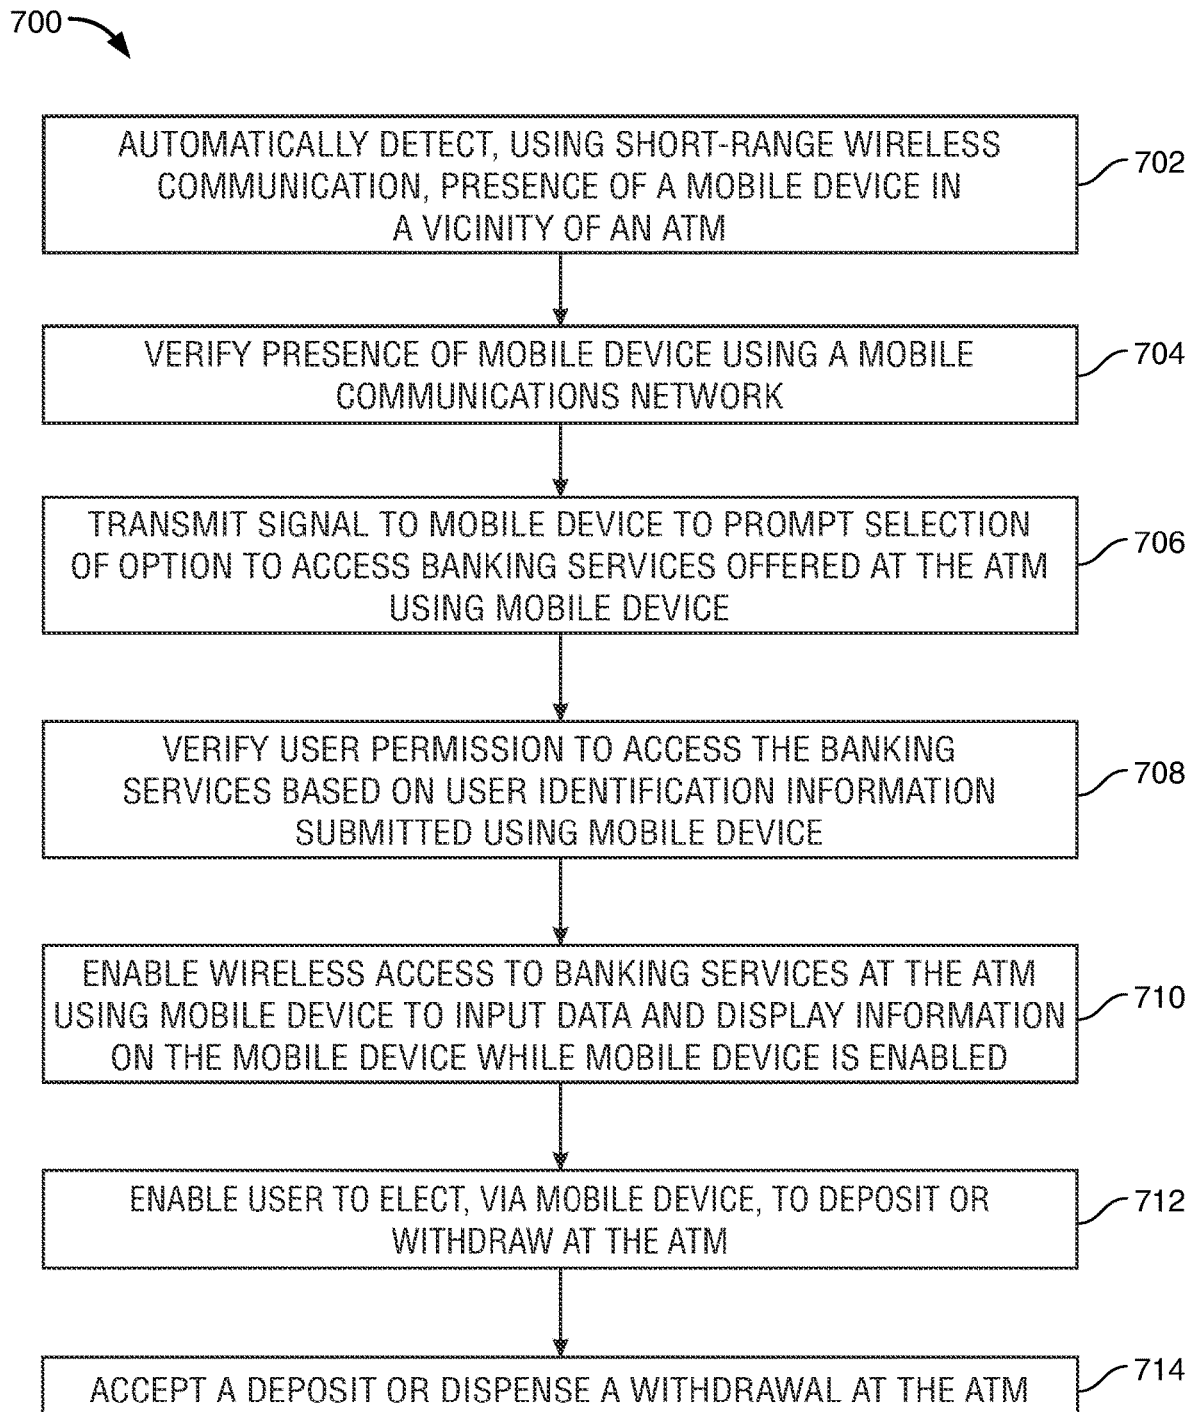 700
AUTOMATICALLY DETECT, USING SHORT-RANGE WIRELESS
COMMUNICATION, PRESENCE OF A MOBILE DEVICE IN
A VICINITY OF AN ATM
702
VERIFY PRESENCE OF MOBILE DEVICE USING A MOBILE
COMMUNICATIONS NETWORK
704
TRANSMIT SIGNAL TO MOBILE DEVICE TO PROMPT SELECTION
OF OPTION TO ACCESS BANKING SERVICES OFFERED AT THE ATM
USING MOBILE DEVICE
706
VERIFY USER PERMISSION TO ACCESS THE BANKING
SERVICES BASED ON USER IDENTIFICATION INFORMATION
SUBMITTED USING MOBILE DEVICE
708
ENABLE WIRELESS ACCESS TO BANKING SERVICES AT THE ATM
USING MOBILE DEVICE TO INPUT DATA AND DISPLAY INFORMATION
ON THE MOBILE DEVICE WHILE MOBILE DEVICE IS ENABLED
710
ENABLE USER TO ELECT, VIA MOBILE DEVICE, TO DEPOSIT OR
WITHDRAW AT THE ATM
712
ACCEPT A DEPOSIT OR DISPENSE A WITHDRAWAL AT THE ATM
714